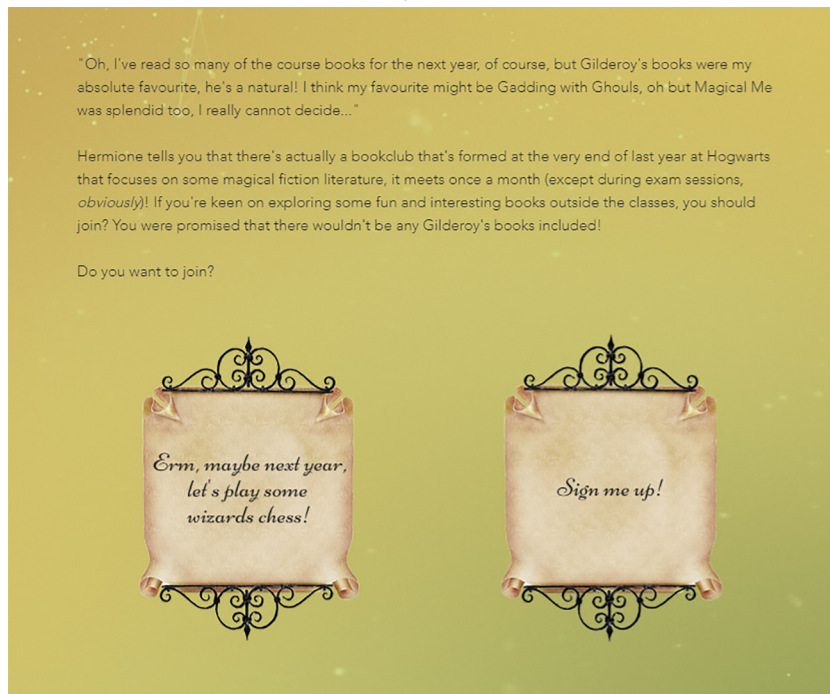 "Oh, I've read so many of the course books for the next year, of course, but Gilderoy's books were my
absolute favourite, he's a natural! I think my favourite might be Gadding with Ghouls, oh but Magical Me
was splendid too, I really cannot decide..."
Hermione tells you that there's actually a bookclub that's formed at the very end of last year at Hogwarts
that focuses on some magical fiction literature, it meets once a month (except during exam sessions,
obviously)! If you're keen on exploring some fun and interesting books outside the classes, you should
join? You were promised that there wouldn't be any Gilderoy's books included!
Do you want to join?
Erm, maybe next year,
let's play some
wizards chess!
Sign me up!